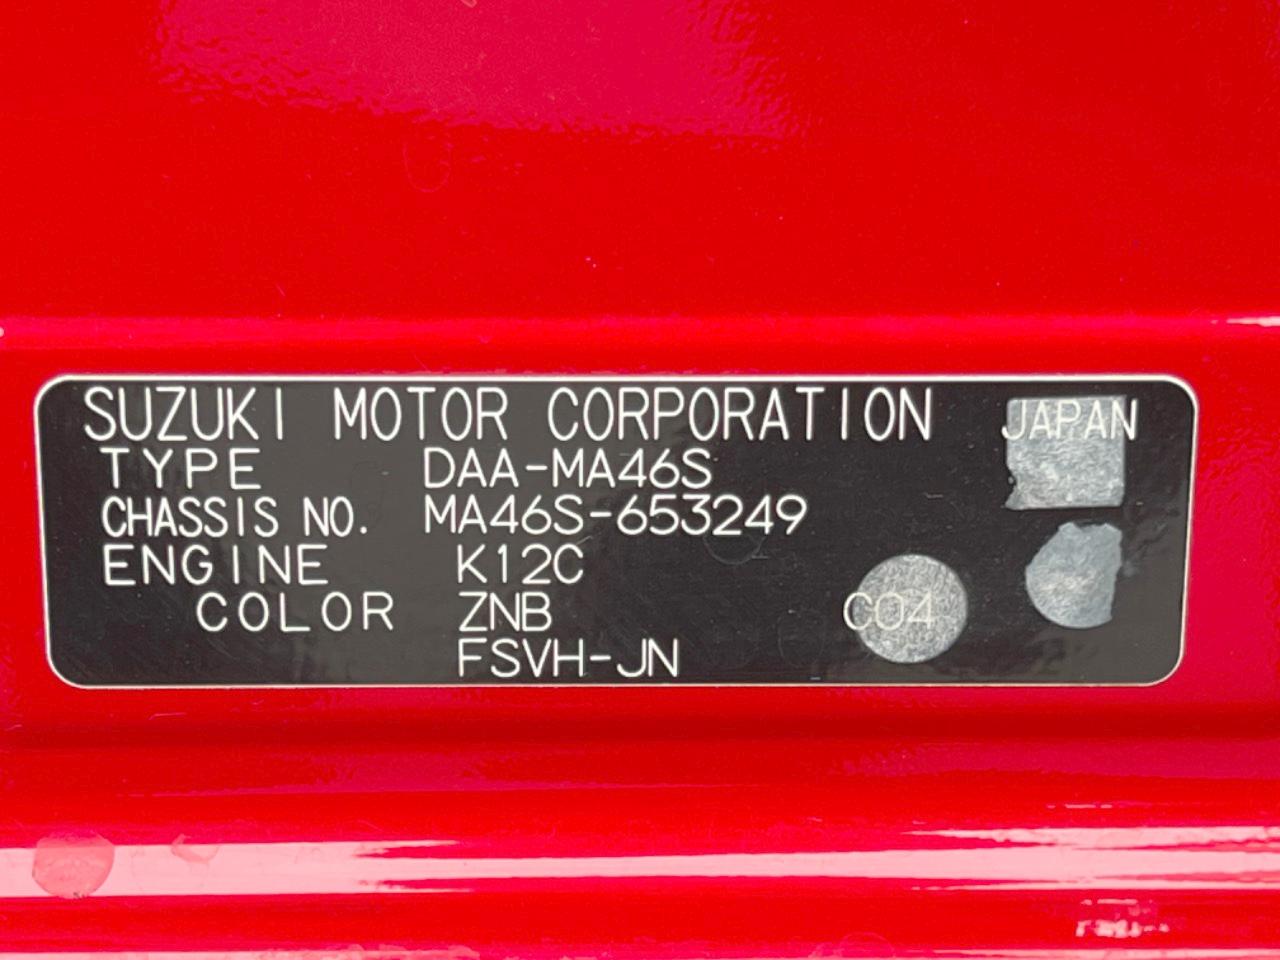 SUZUKI MOTOR CORPORATION JAPAN
TYPE DAA-MA46S
CHASSIS NO. MA46S-653249
ENGINE K12C
COLOR ZNB C04
FSVH-JN